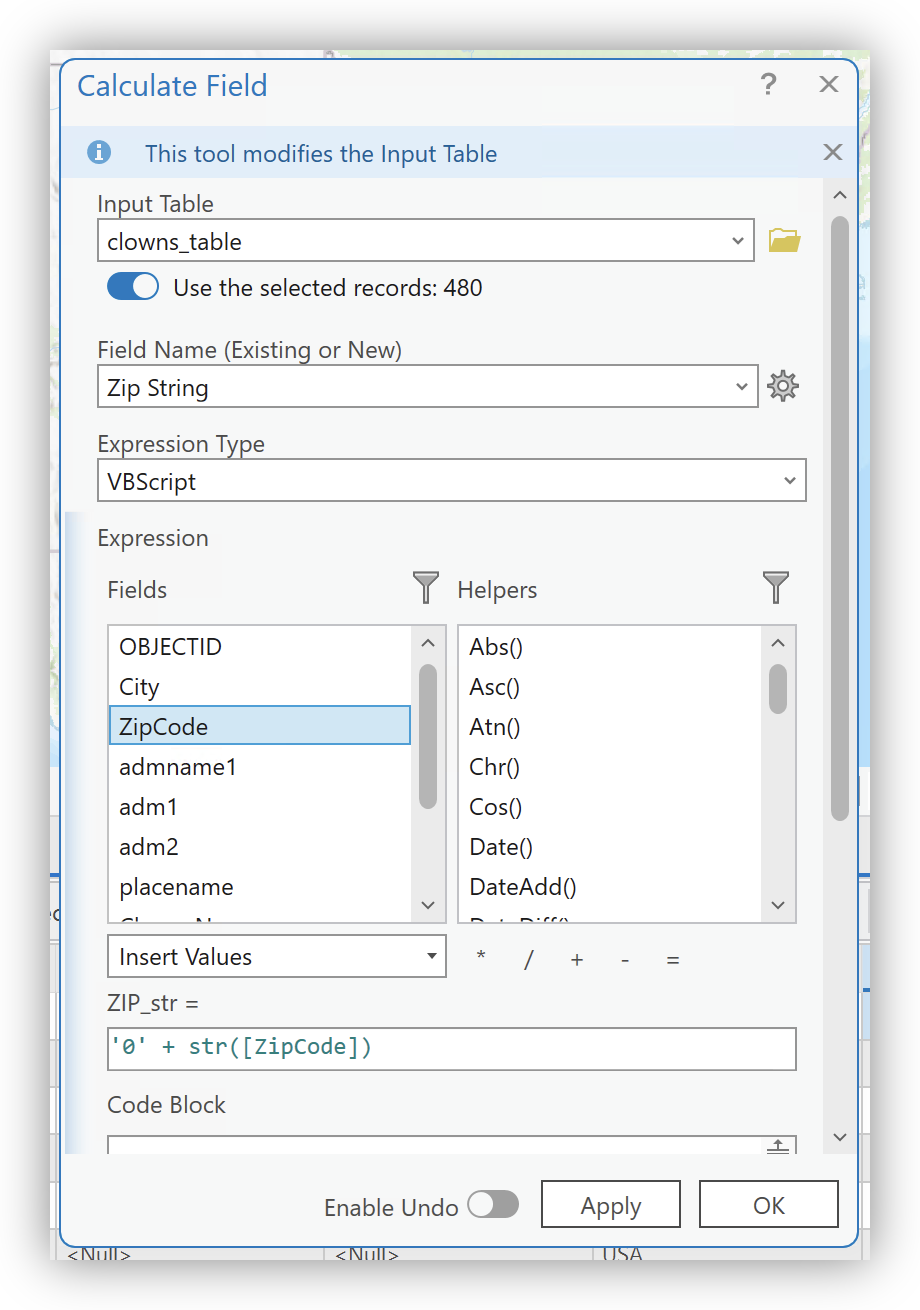 Calculate Field ?
This tool modifies the Input Table
Input Table
clowns_table
Use the selected records: 480
Field Name (Existing or New)
Zip String
Expression Type
VBScript
Expression
Fields
Helpers
OBJECTID
City
ZipCode
admname1
adm1
adm2
placename
Abs()
Asc()
Atn()
Chr()
Cos()
Date()
DateAdd()
DateDiff()
Insert Values
* / + - =
ZIP_str =
'0' + str([ZipCode])
Code Block
Enable Undo
Apply
OK
<Null> <Null> USA